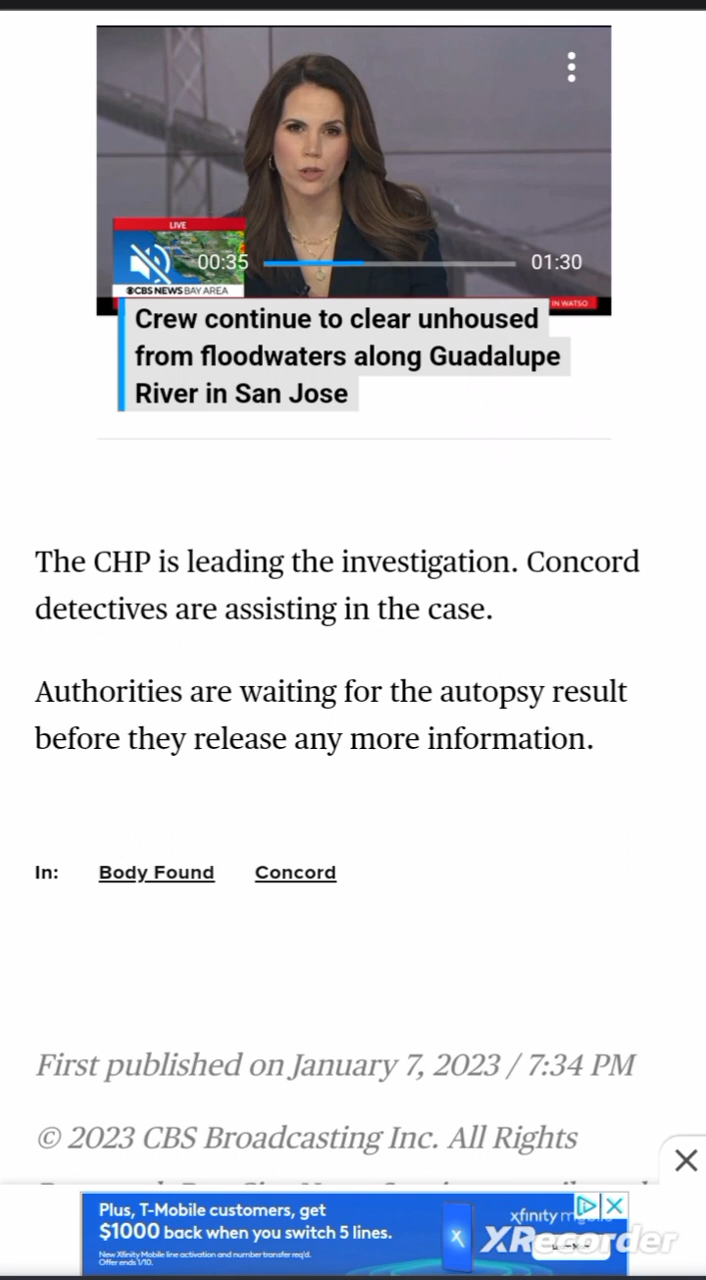 LIVE
00:35
01:30
CBS NEWS BAY AREA
IN WATSO
Crew continue to clear unhoused
from floodwaters along Guadalupe
River in San Jose
The CHP is leading the investigation. Concord
detectives are assisting in the case.
Authorities are waiting for the autopsy result
before they release any more information.
In: Body Found Concord
First published on January 7, 2023 / 7:34 PM
© 2023 CBS Broadcasting Inc. All Rights
Plus, T-Mobile customers, get
$1000 back when you switch 5 lines.
New Xfinity Mobile line activation and number transfer req'd.
Offer ends 1/10.
xfinity
XRecorder